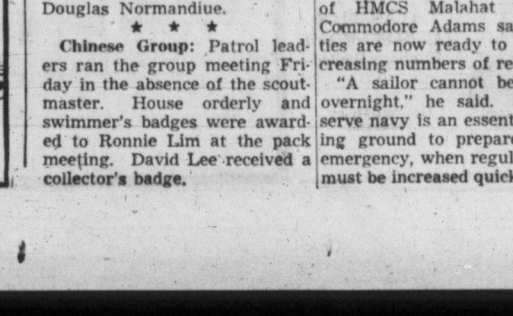 Douglas Normandiue.
★ ★ ★
Chinese Group: Patrol lead-
ers ran the group meeting Fri-
day in the absence of the scout-
master. House orderly and
swimmer's badges were award-
ed to Ronnie Lim at the pack
meeting. David Lee received a
collector's badge.
of HMCS Malahat
Commodore Adams sa
ties are now ready to
creasing numbers of re
"A sailor cannot be
overnight," he said.
serve navy is an essent
ing ground to prepar
emergency, when regul
must be increased quick